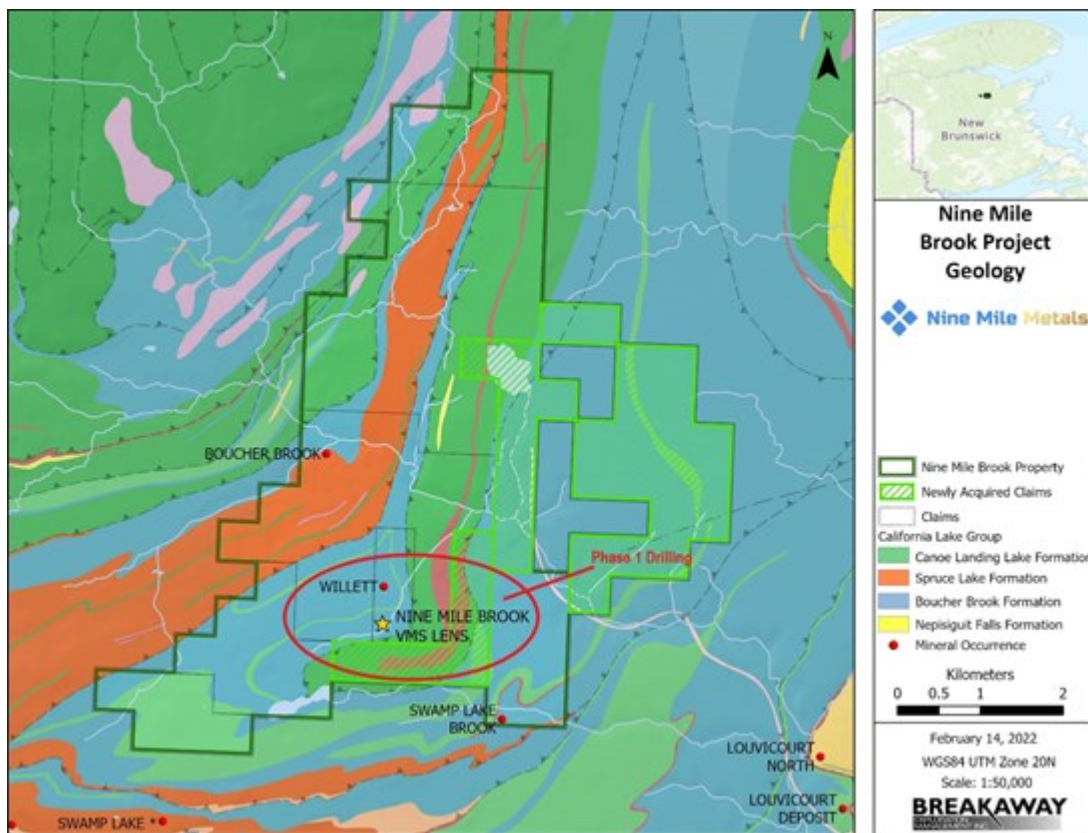 N
BOUCHER BROOK
Phase 1 Drilling
WILLETT
NINE MILE BROOK
VMS LENS
SWAMP LAKE
BROOK
LOUVICOURT
NORTH
LOUVICOURT
DEPOSIT
SWAMP LAKE
New
Brunswick
Nine Mile
Brook Project
Geology
Nine Mile Metals
Nine Mile Brook Property
Newly Acquired Claims
Claims
California Lake Group
Canoe Landing Lake Formation
Spruce Lake Formation
Boucher Brook Formation
Nepisiguit Falls Formation
Mineral Occurrence
Kilometers
0 0.5 1 2
February 14, 2022
WGS84 UTM Zone 20N
Scale: 1:50,000
BREAKAWAY
EXPLORATION
MANAGEMENT INC.